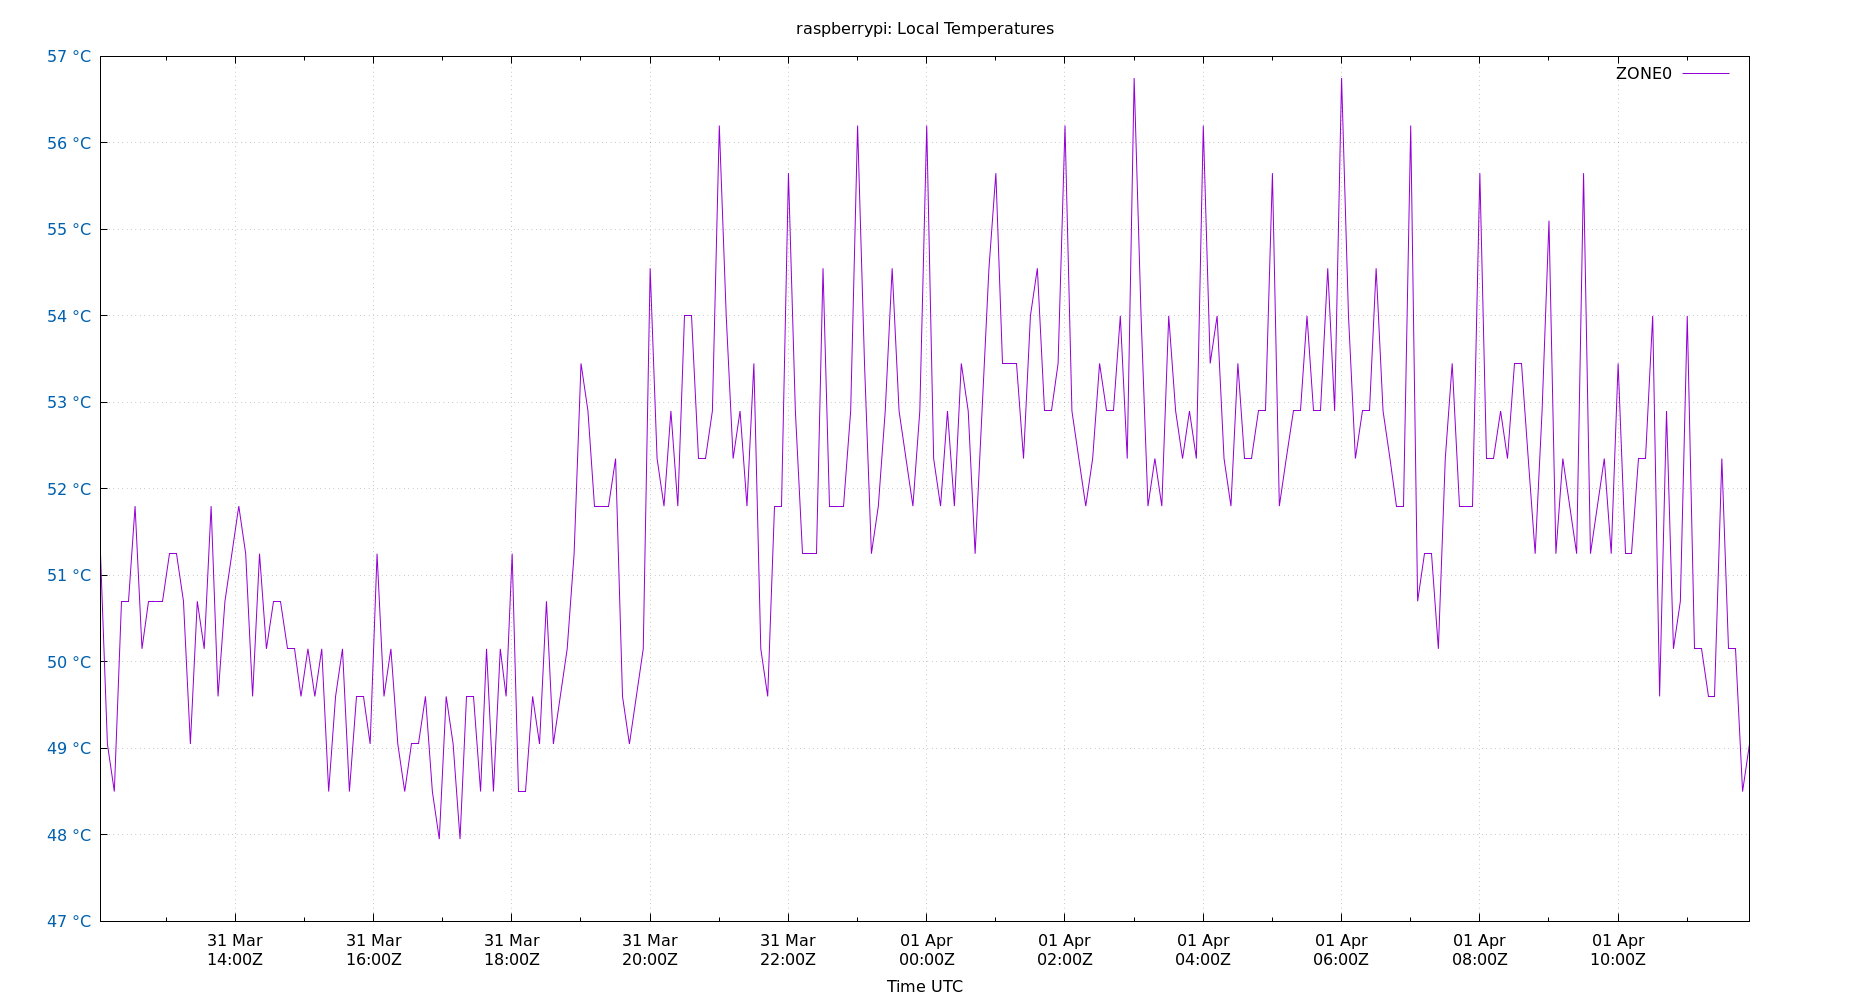 raspberrypi: Local Temperatures
ZONE0
57 °C
56 °C
55 °C
54 °C
53 °C
52 °C
51 °C
50 °C
49 °C
48 °C
47 °C
31 Mar 31 Mar 31 Mar 31 Mar 31 Mar 01 Apr 01 Apr 01 Apr 01 Apr 01 Apr 01 Apr
14:00Z 16:00Z 18:00Z 20:00Z 22:00Z 00:00Z 02:00Z 04:00Z 06:00Z 08:00Z 10:00Z
Time UTC